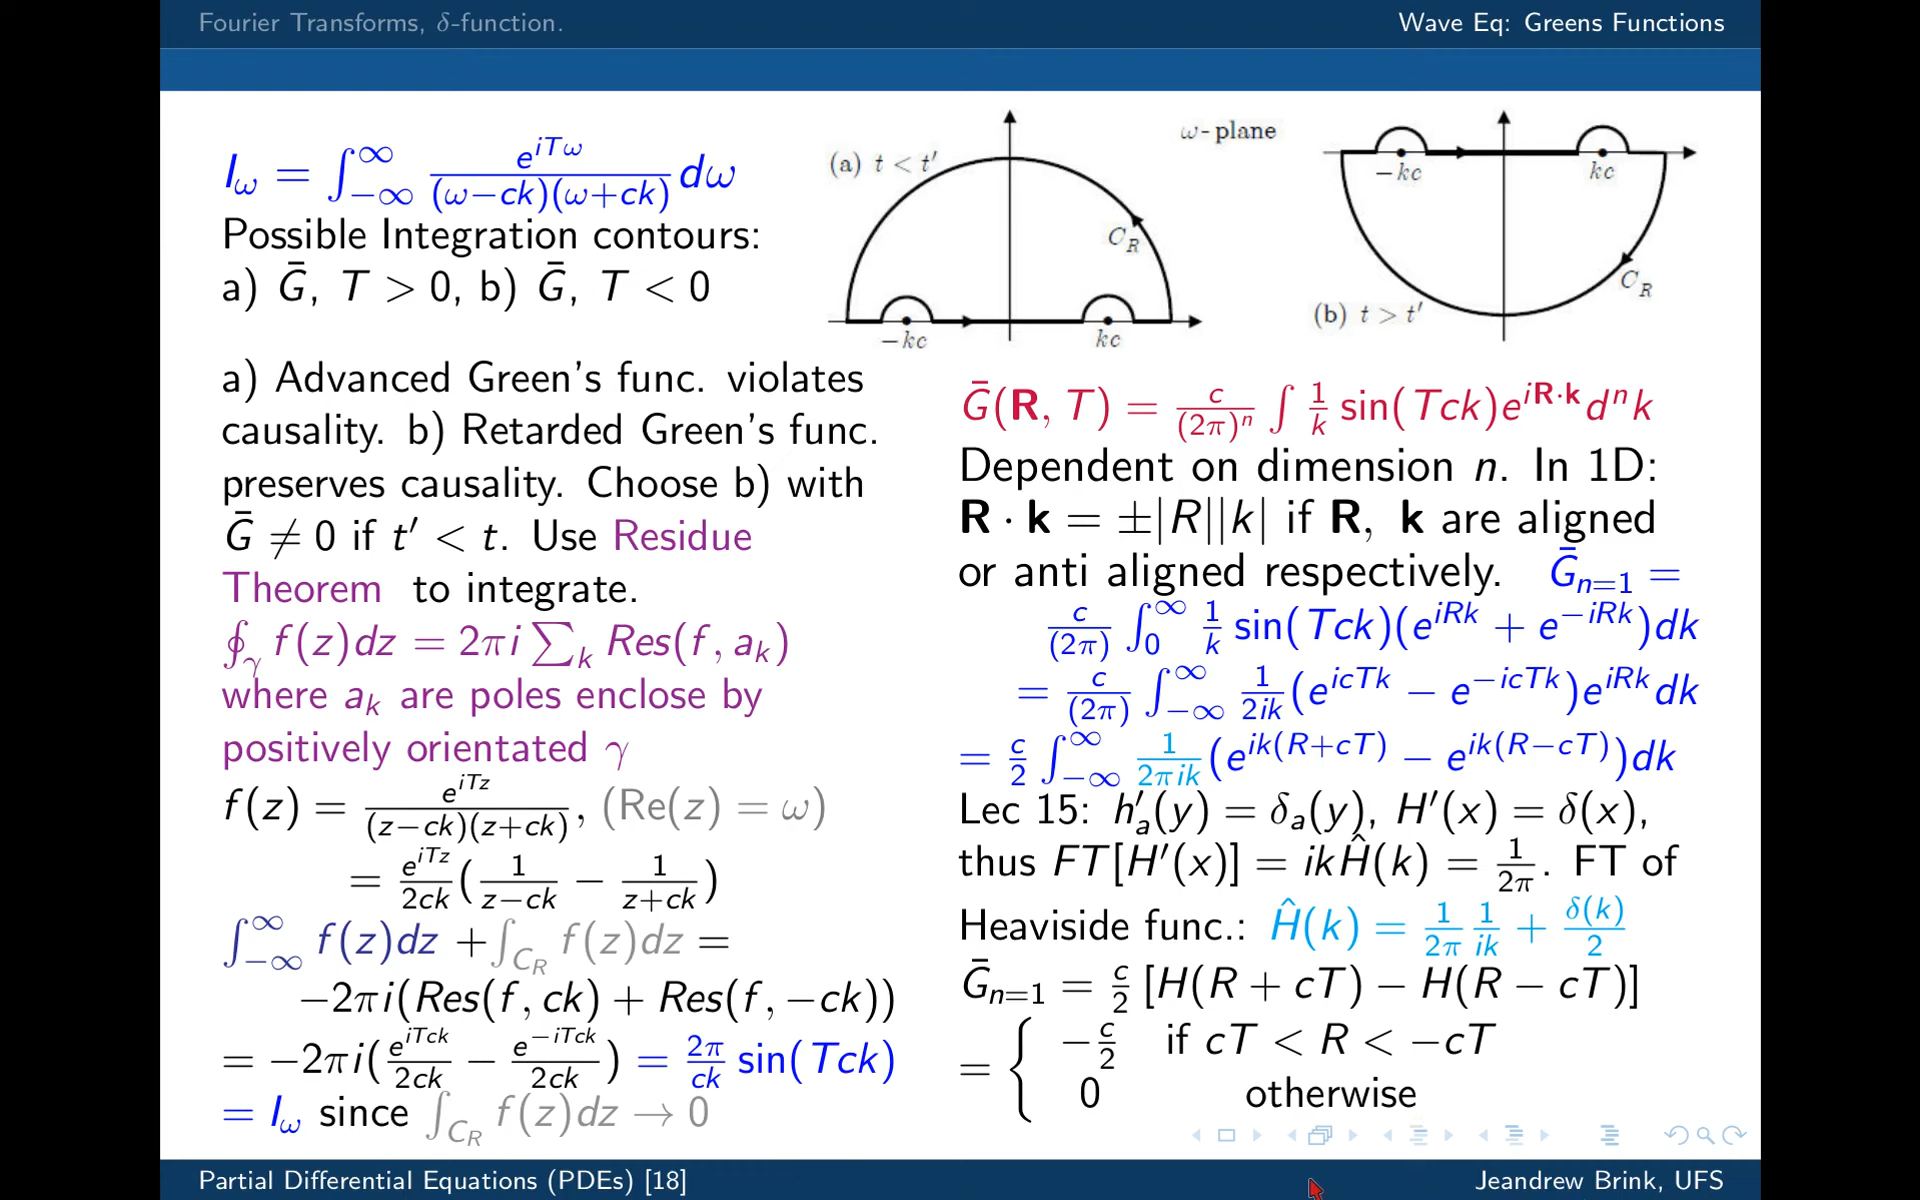 Fourier Transforms, δ-function.
Wave Eq: Greens Functions
I_ω = ∫_{-∞}^{∞} e^{iTω}/((ω−ck)(ω+ck)) dω
Possible Integration contours:
a) Ḡ, T > 0, b) Ḡ, T < 0
a) Advanced Green's func. violates
causality. b) Retarded Green's func.
preserves causality. Choose b) with
Ḡ ≠ 0 if t′ < t. Use Residue
Theorem to integrate.
∮_γ f(z)dz = 2πi ∑_k Res(f, a_k)
where a_k are poles enclose by
positively orientated γ
f(z) = e^{iTz}/((z−ck)(z+ck)), (Re(z) = ω)
= e^{iTz}/(2ck) (1/(z−ck) − 1/(z+ck))
∫_{-∞}^{∞} f(z)dz + ∫_{C_R} f(z)dz =
−2πi(Res(f, ck) + Res(f, −ck))
= −2πi(e^{iTck}/(2ck) − e^{−iTck}/(2ck)) = 2π/(ck) sin(Tck)
= I_ω since ∫_{C_R} f(z)dz → 0
(a) t < t′
C_R
−kc
kc
ω-plane
−kc
kc
C_R
(b) t > t′
Ḡ(R, T) = c/(2π)^n ∫ 1/k sin(Tck)e^{iR·k}d^n k
Dependent on dimension n. In 1D:
R · k = ±|R||k| if R, k are aligned
or anti aligned respectively. Ḡ_{n=1} =
c/(2π) ∫_0^∞ 1/k sin(Tck)(e^{iRk} + e^{−iRk})dk
= c/(2π) ∫_{-∞}^{∞} 1/(2ik) (e^{icTk} − e^{−icTk})e^{iRk}dk
= c/2 ∫_{-∞}^{∞} 1/(2πik) (e^{ik(R+cT)} − e^{ik(R−cT)})dk
Lec 15: h′_a(y) = δ_a(y), H′(x) = δ(x),
thus FT[H′(x)] = ikĤ(k) = 1/(2π). FT of
Heaviside func.: Ĥ(k) = 1/(2π) 1/(ik) + δ(k)/2
Ḡ_{n=1} = c/2 [H(R + cT) − H(R − cT)]
= { −c/2 if cT < R < −cT
0 otherwise
Partial Differential Equations (PDEs) [18]
Jeandrew Brink, UFS